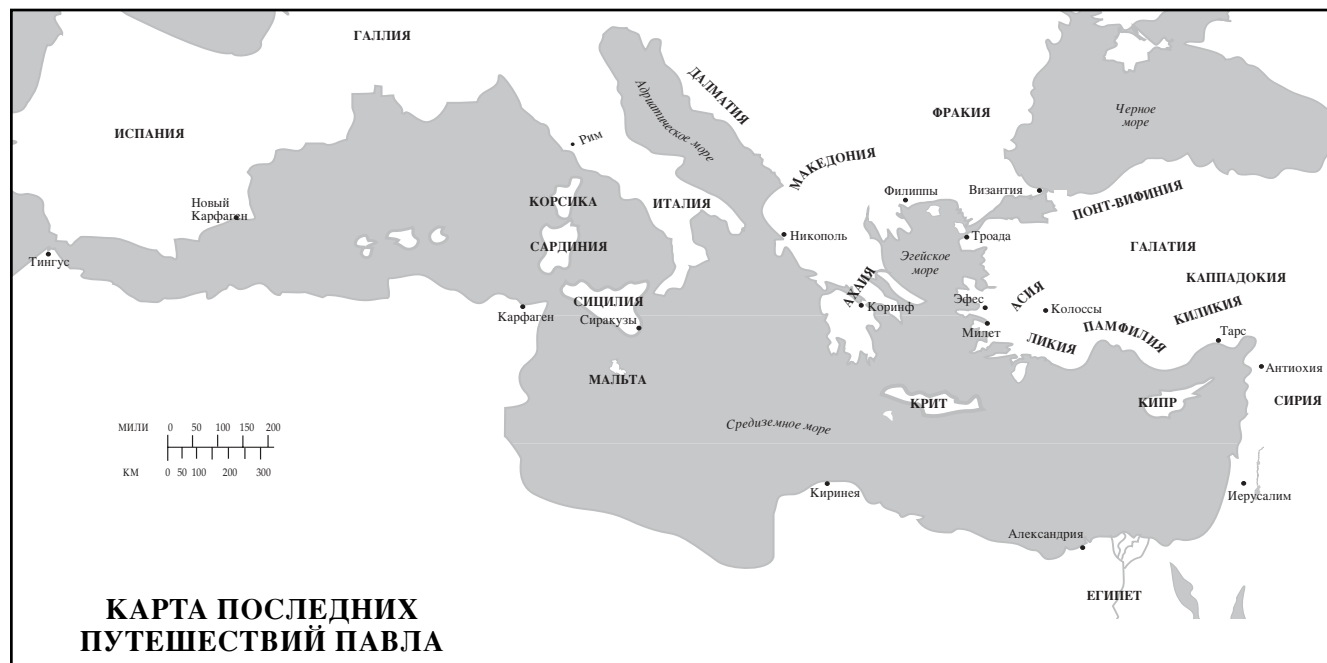 ГАЛЛИЯ
ИСПАНИЯ
Новый
Карфаген
Тингус
Рим
Адриатическое море
ДАЛМАТИЯ
ФРАКИЯ
Черное
море
МАКЕДОНИЯ
Филиппы
Византия
ПОНТ-ВИФИНИЯ
КОРСИКА
ИТАЛИЯ
Никополь
Троада
САРДИНИЯ
Эгейское
море
ГАЛАТИЯ
КАППАДОКИЯ
СИЦИЛИЯ
Карфаген
Сиракузы
АХАИЯ
Коринф
Эфес
АСИЯ
Колоссы
КИЛИКИЯ
Милет
ЛИКИЯ
ПАМФИЛИЯ
Тарс
Антиохия
МАЛЬТА
КРИТ
КИПР
СИРИЯ
Средиземное море
МИЛИ 0 50 100 150 200
КМ 0 50 100 200 300
Киринея
Иерусалим
Александрия
ЕГИПЕТ
КАРТА ПОСЛЕДНИХ
ПУТЕШЕСТВИЙ ПАВЛА